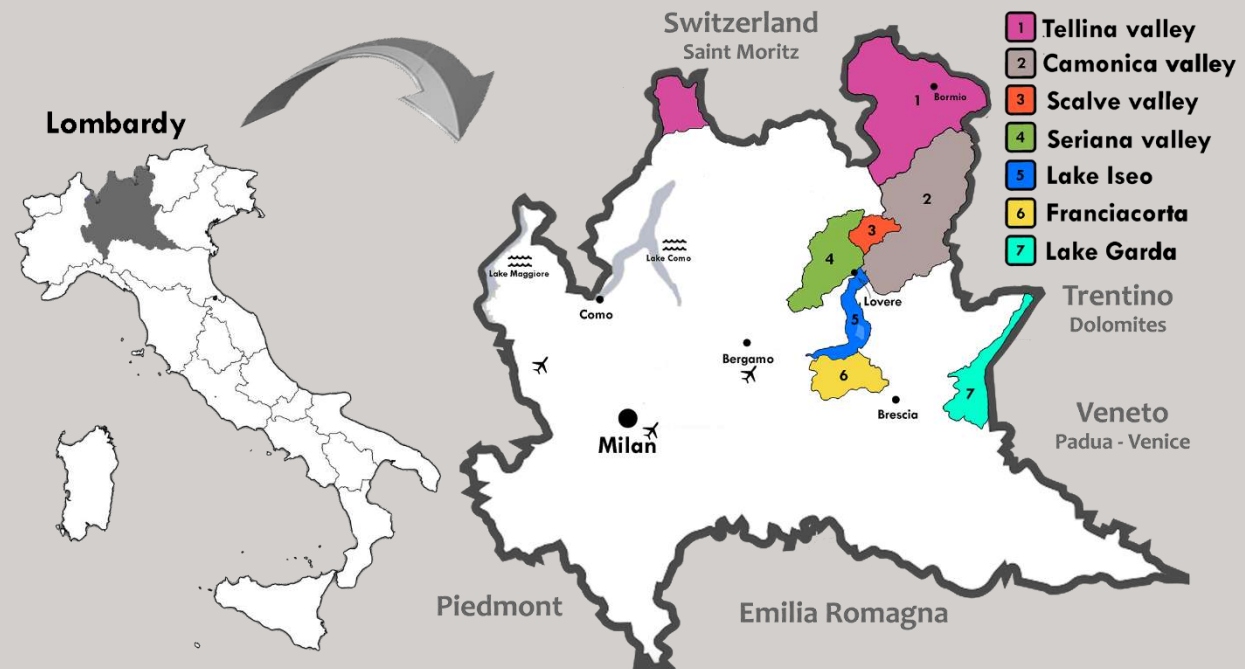 Switzerland
Saint Moritz
Lombardy
1 Tellina valley
2 Camonica valley
3 Scalve valley
4 Seriana valley
5 Lake Iseo
6 Franciacorta
7 Lake Garda
1
Bormio
2
3
4
Lake Maggiore
Lake Como
Lovere
Como
5
Trentino
Dolomites
Bergamo
6
7
Brescia
Milan
Veneto
Padua - Venice
Piedmont
Emilia Romagna